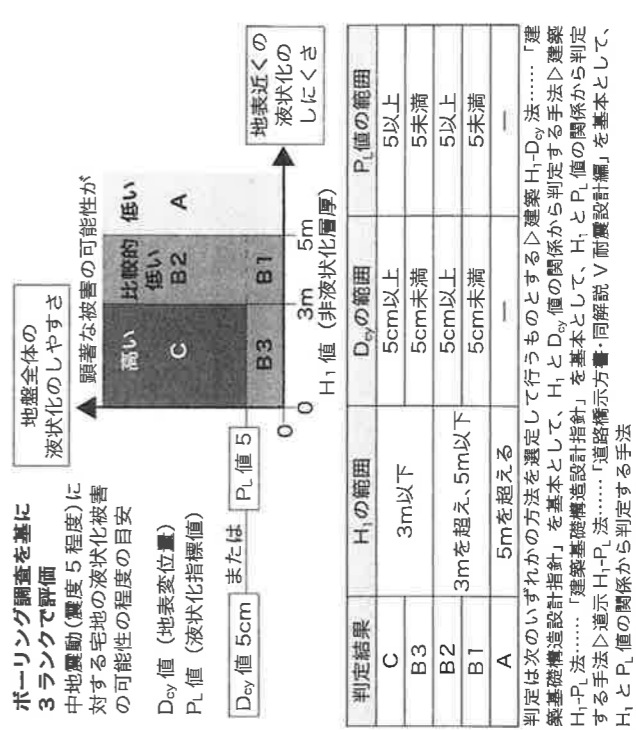 ボーリング調査を基に
3ランクで評価
中地震動(震度5程度)に
対する宅地の液状化被害
の可能性の程度の目安
Dcy値(地表変位量)
PL値(液状化指標値)
Dcy値 5cm または PL値 5
地盤全体の
液状化のしやすさ
顕著な被害の可能性が
高い 比較的 低い
低い
C B2 A
B3 B1
0
0 3m 5m
H₁値(非液状化層厚)
地表近くの
液状化の
しにくさ
判定結果 H₁の範囲 Dcyの範囲 PL値の範囲
C 3m以下 5cm以上 5以上
B3 5cm未満 5未満
B2 3mを超え、5m以下 5cm以上 5以上
B1 5cm未満 5未満
A 5mを超える — —
判定は次のいずれかの方法を選定して行うものとする▷建築 H₁-Dcy 法……「建
築基礎構造設計指針」を基本として、H₁と Dcy 値の関係から判定する手法▷建築
H₁-PL 法……「建築基礎構造設計指針」を基本として、H₁と PL 値の関係から判定
する手法▷道示 H₁-PL 法……「道路橋示方書・同解説 V 耐震設計編」を基本として、
H₁と PL 値の関係から判定する手法